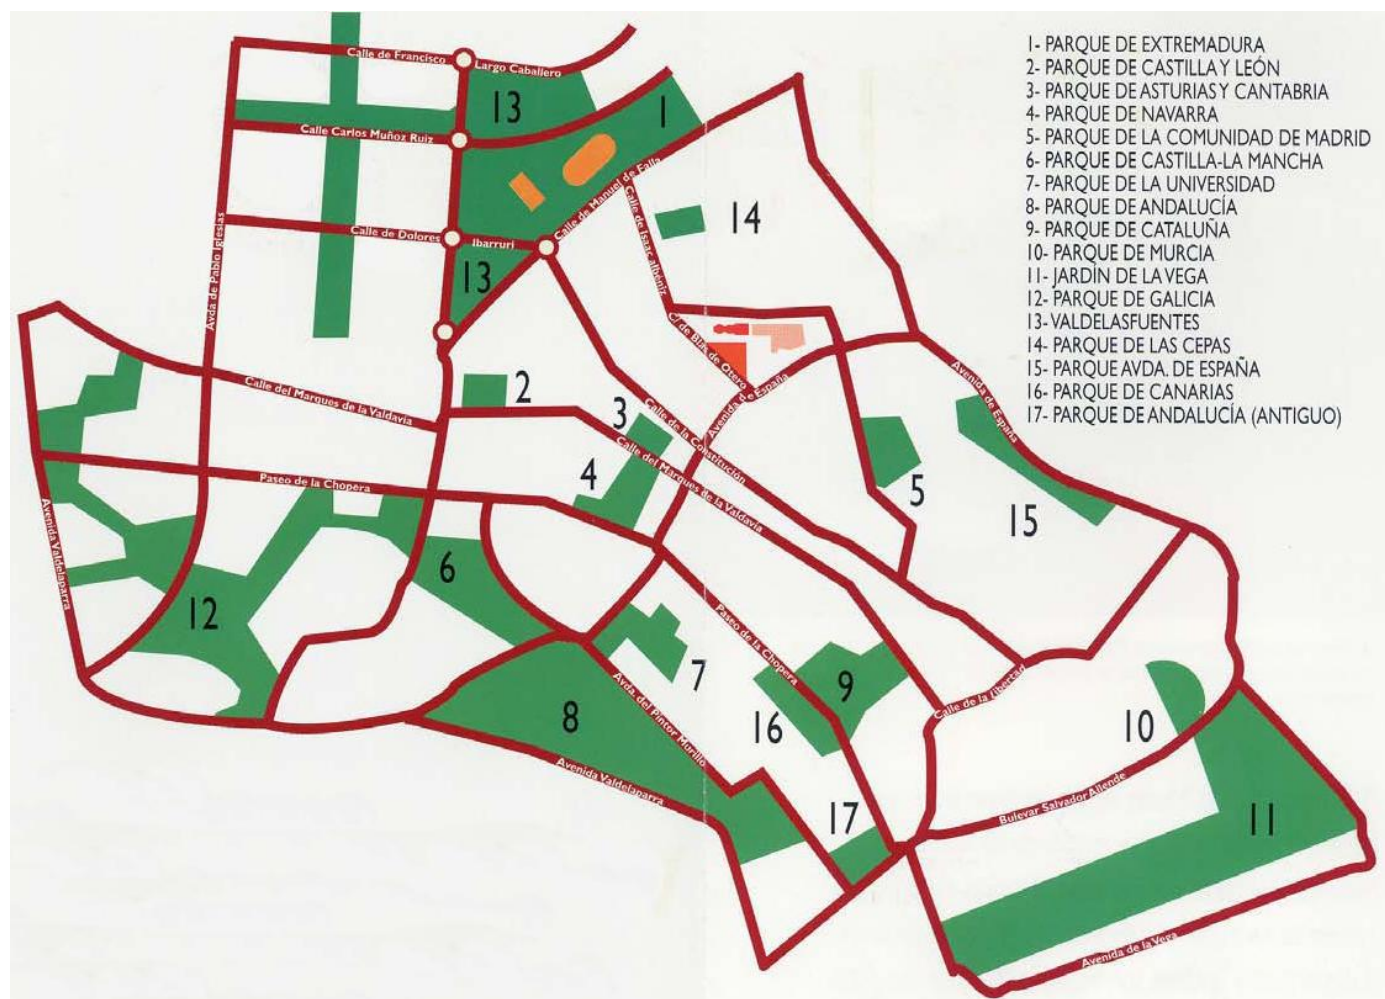 1- PARQUE DE EXTREMADURA
2- PARQUE DE CASTILLA Y LEÓN
3- PARQUE DE ASTURIAS Y CANTABRIA
4- PARQUE DE NAVARRA
5- PARQUE DE LA COMUNIDAD DE MADRID
6- PARQUE DE CASTILLA-LA MANCHA
7- PARQUE DE LA UNIVERSIDAD
8- PARQUE DE ANDALUCÍA
9- PARQUE DE CATALUÑA
10- PARQUE DE MURCIA
11- JARDÍN DE LA VEGA
12- PARQUE DE GALICIA
13- VALDELASFUENTES
14- PARQUE DE LAS CEPAS
15- PARQUE AVDA. DE ESPAÑA
16- PARQUE DE CANARIAS
17- PARQUE DE ANDALUCÍA (ANTIGUO)
Calle de Francisco Largo Caballero
13
1
Calle Carlos Muñoz Ruiz
Calle de Manuel de Falla
Calle de Isaac albéniz
14
Avda de Pablo Iglesias
Calle de Dolores Ibarruri
13
C/ de Blas de Otero
Avenida de España
Avenida de España
Calle del Marques de la Valdavia
2
3
Calle de la Constitución
Calle del Marques de la Valdavia
4
5
15
Paseo de la Chopera
Avenida Valdelaparra
6
12
Paseo de la Chopera
7
9
16
Calle de la Libertad
10
8
Avda. del Pintor Murillo
Avenida Valdelaparra
17
Bulevar Salvador Allende
11
Avenida de la Vega